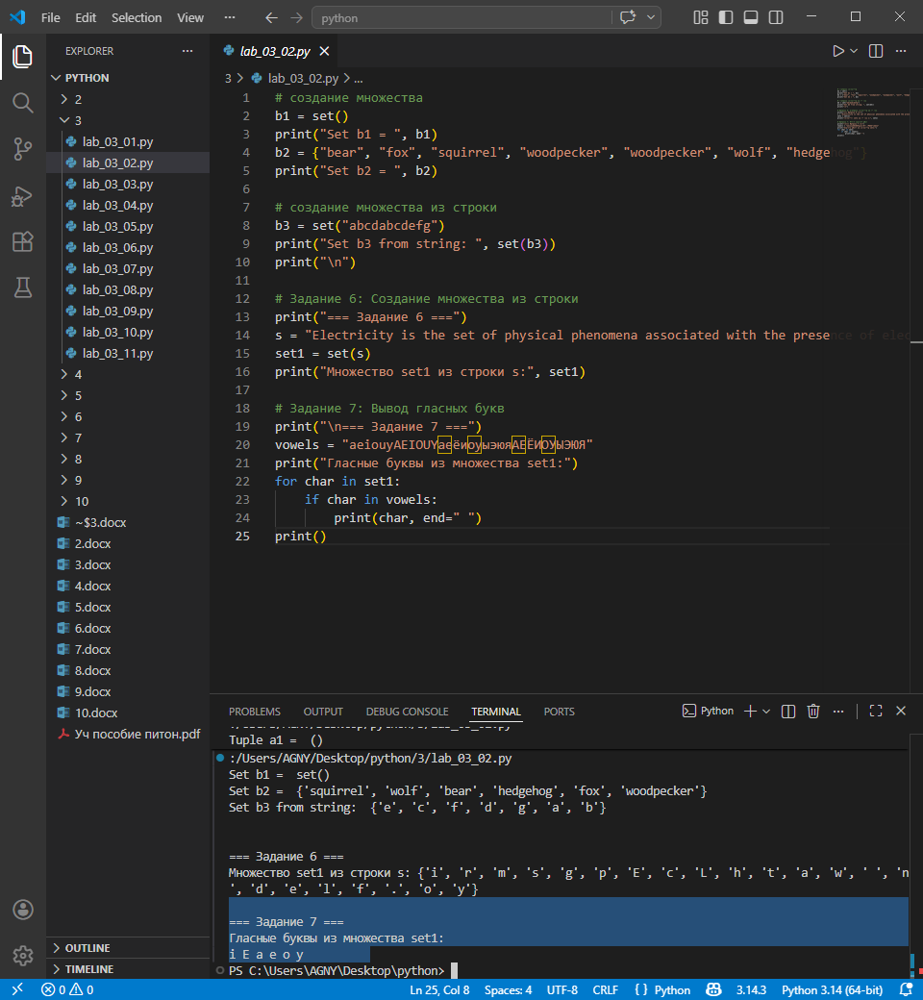 File Edit Selection View ... python
EXPLORER ...
PYTHON
2
3
lab_03_01.py
lab_03_02.py
lab_03_03.py
lab_03_04.py
lab_03_05.py
lab_03_06.py
lab_03_07.py
lab_03_08.py
lab_03_09.py
lab_03_10.py
lab_03_11.py
4
5
6
7
8
9
10
~$3.docx
2.docx
3.docx
4.docx
5.docx
6.docx
7.docx
8.docx
9.docx
10.docx
Уч пособие питон.pdf
OUTLINE
TIMELINE
lab_03_02.py
3 > lab_03_02.py > ...
1 # создание множества
2 b1 = set()
3 print("Set b1 = ", b1)
4 b2 = {"bear", "fox", "squirrel", "woodpecker", "woodpecker", "wolf", "hedgehog"}
5 print("Set b2 = ", b2)
6
7 # создание множества из строки
8 b3 = set("abcdabcdefg")
9 print("Set b3 from string: ", set(b3))
10 print("\n")
11
12 # Задание 6: Создание множества из строки
13 print("=== Задание 6 ===")
14 s = "Electricity is the set of physical phenomena associated with the presence of elec
15 set1 = set(s)
16 print("Множество set1 из строки s:", set1)
17
18 # Задание 7: Вывод гласных букв
19 print("\n=== Задание 7 ===")
20 vowels = "aeiouyAEIOUYаеёиоуыэюяАЕЁИОУЫЭЮЯ"
21 print("Гласные буквы из множества set1:")
22 for char in set1:
23 if char in vowels:
24 print(char, end=" ")
25 print()
PROBLEMS OUTPUT DEBUG CONSOLE TERMINAL PORTS Python
Tuple a1 = ()
:/Users/AGNY/Desktop/python/3/lab_03_02.py
Set b1 = set()
Set b2 = {'squirrel', 'wolf', 'bear', 'hedgehog', 'fox', 'woodpecker'}
Set b3 from string: {'e', 'c', 'f', 'd', 'g', 'a', 'b'}
=== Задание 6 ===
Множество set1 из строки s: {'i', 'r', 'm', 's', 'g', 'p', 'E', 'c', 'L', 'h', 't', 'a', 'w', ' ', 'n
', 'd', 'e', 'l', 'f', '.', 'o', 'y'}
=== Задание 7 ===
Гласные буквы из множества set1:
i E a e o y
PS C:\Users\AGNY\Desktop\python>
0 0 Ln 25, Col 8 Spaces: 4 UTF-8 CRLF { } Python 3.14.3 Python 3.14 (64-bit)